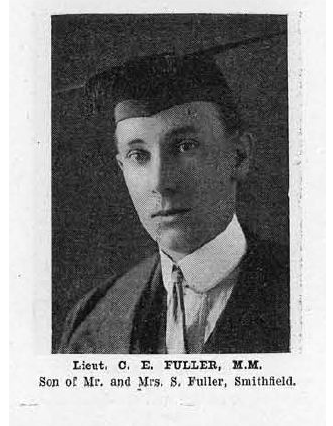 Lieut. C. E. FULLER, M.M.
Son of Mr. and Mrs. S. Fuller, Smithfield.